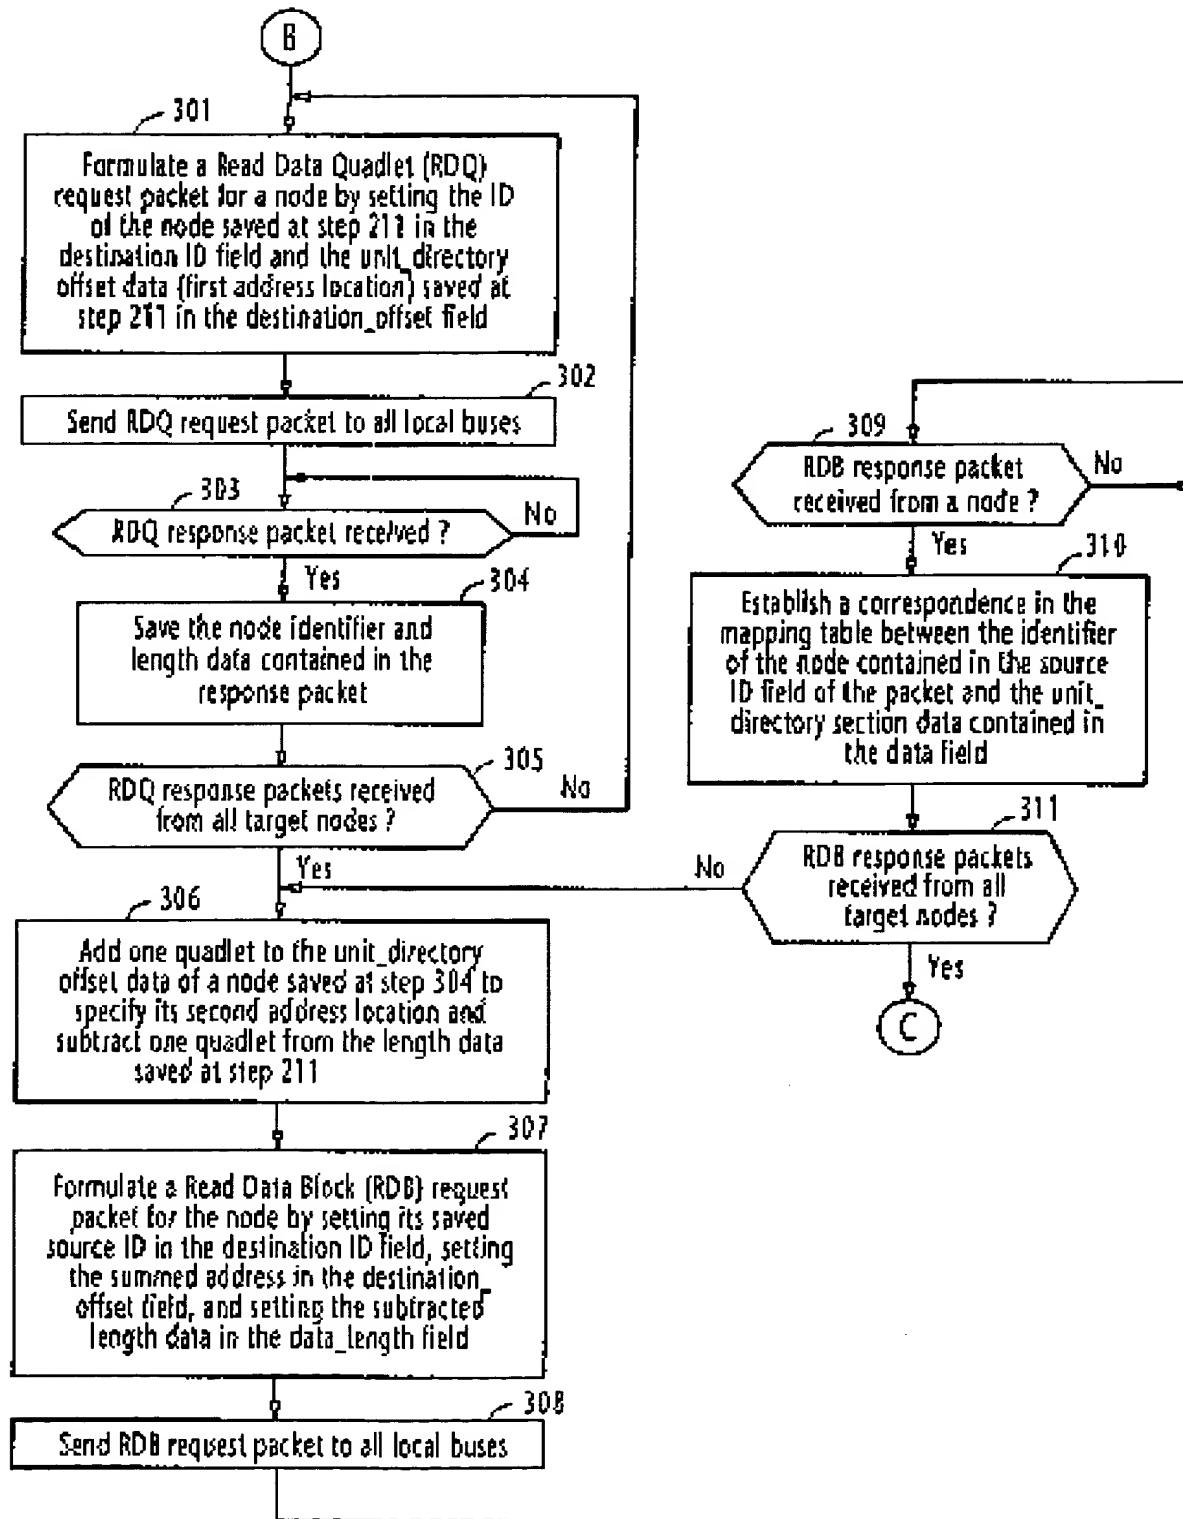 B
301
Formulate a Read Data Quadlet (RDQ)
request packet for a node by setting the ID
of the node saved at step 211 in the
destination ID field and the unit_directory
offset data (first address location) saved at
step 211 in the destination_offset field
302
Send RDQ request packet to all local buses
303
RDQ response packet received ?
No
Yes
304
Save the node identifier and
length data contained in the
response packet
305
RDQ response packets received
from all target nodes ?
No
Yes
306
Add one quadlet to the unit_directory
offset data of a node saved at step 304 to
specify its second address location and
subtract one quadlet from the length data
saved at step 211
307
Formulate a Read Data Block (RDB) request
packet for the node by setting its saved
source ID in the destination ID field, setting
the summed address in the destination_
offset field, and setting the subtracted
length data in the data_length field
308
Send RDB request packet to all local buses
309
RDB response packet
received from a node ?
No
Yes
310
Establish a correspondence in the
mapping table between the identifier
of the node contained in the source
ID field of the packet and the unit_
directory section data contained in
the data field
311
RDB response packets
received from all
target nodes ?
No
Yes
C